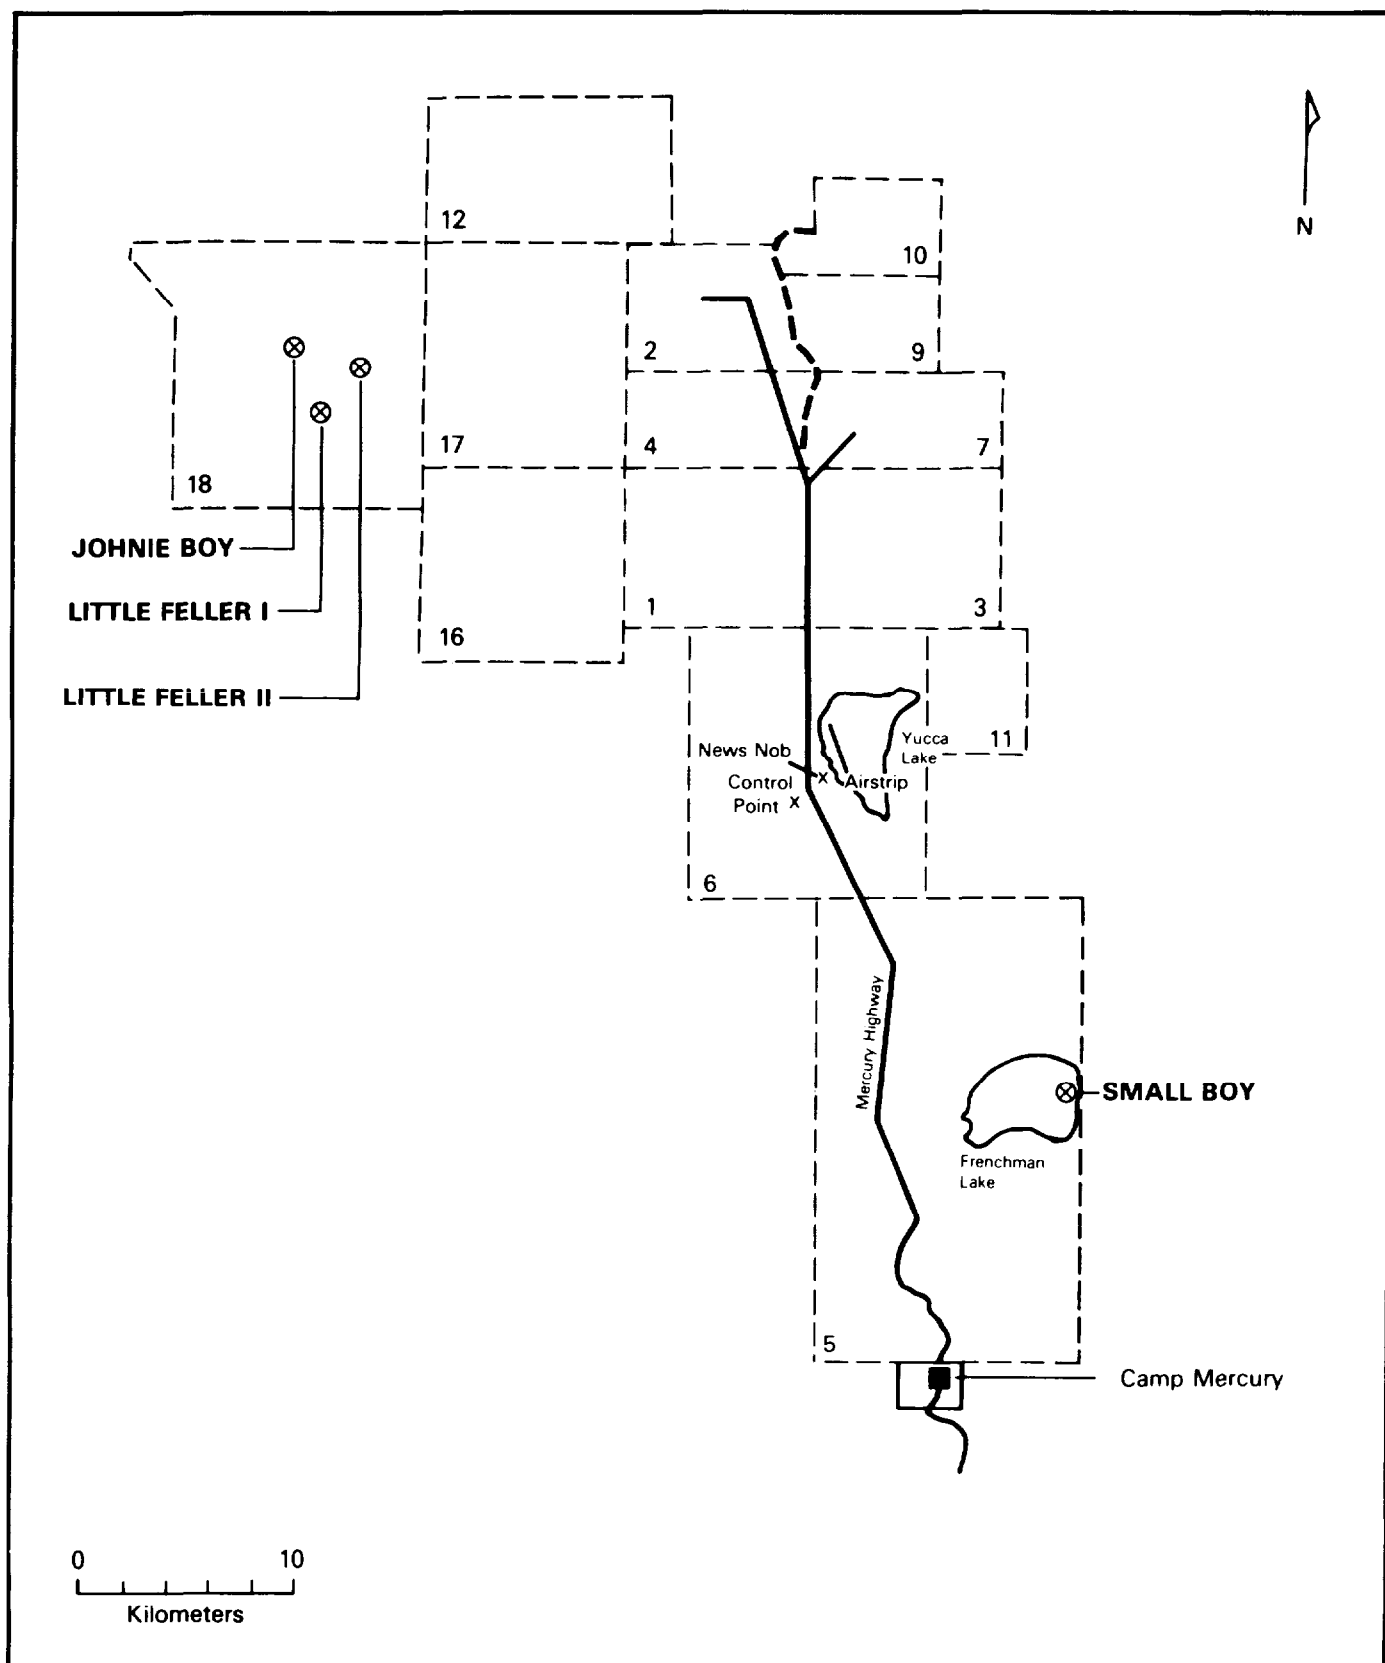 N
12
10
2
9
17
4
7
18
JOHNIE BOY
LITTLE FELLER I
1
3
16
LITTLE FELLER II
News Nob
Yucca
Lake
11
Control
Point
X
X
Airstrip
6
Mercury Highway
SMALL BOY
Frenchman
Lake
5
Camp Mercury
0 10
Kilometers